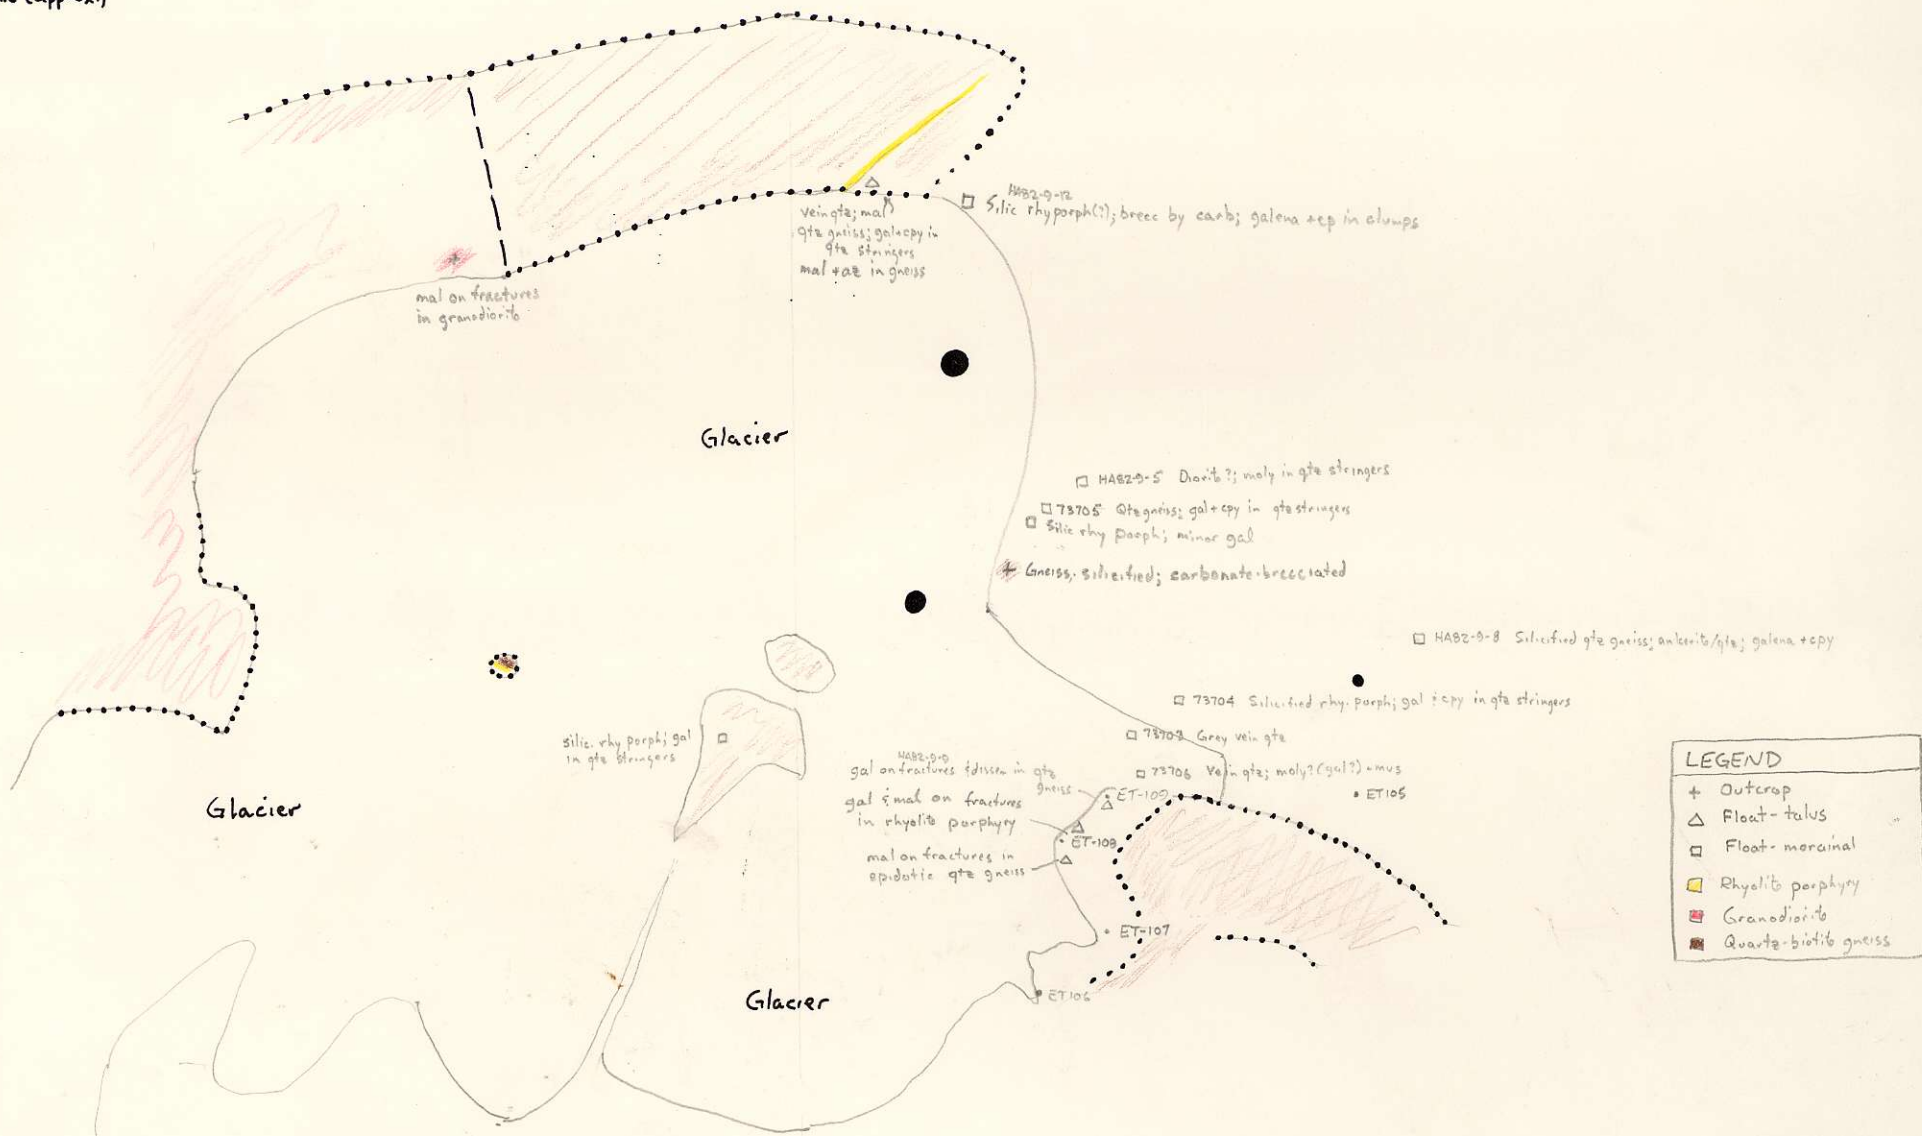 HA82-9-12
Silic rhy porph(?); brecc by carb; galena + cp in clumps
vein qtz; mal
qtz gneiss; gal+cpy in
qtz stringers
mal + az in gneiss
mal on fractures
in granodiorite
Glacier
HA82-9-5 Diorite?; moly in qtz stringers
73705 Qtz gneiss; gal+cpy in qtz stringers
Silic rhy porph; minor gal
Gneiss, silicified; carbonate-brecciated
HA82-9-8 Silicified qtz gneiss; ankerite/qtz; galena + cpy
73704 Silicified rhy. porph; gal + cpy in qtz stringers
73703 Grey vein qtz
silic. rhy porph; gal
in qtz stringers
HA82-9-9
gal on fractures & dissem in qtz
gneiss
73706 Vein qtz; moly? (gal?) - mus
ET-109
ET105
gal & mal on fractures
in rhyolite porphyry
ET-108
mal on fractures in
epidotic qtz gneiss
Glacier
ET-107
ET106
Glacier
LEGEND
Outcrop
Float-talus
Float-morainal
Rhyolite porphyry
Granodiorite
Quartz-biotite gneiss